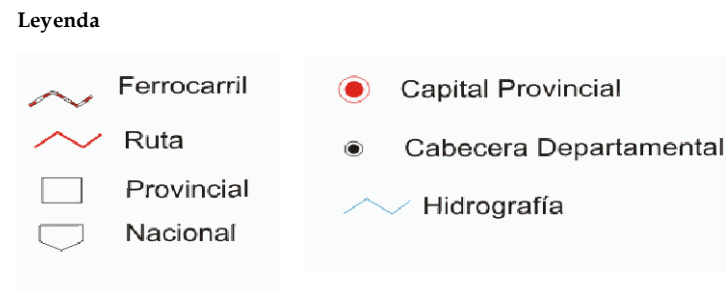 Leyenda
Ferrocarril
Ruta
Provincial
Nacional
Capital Provincial
Cabecera Departamental
Hidrografía